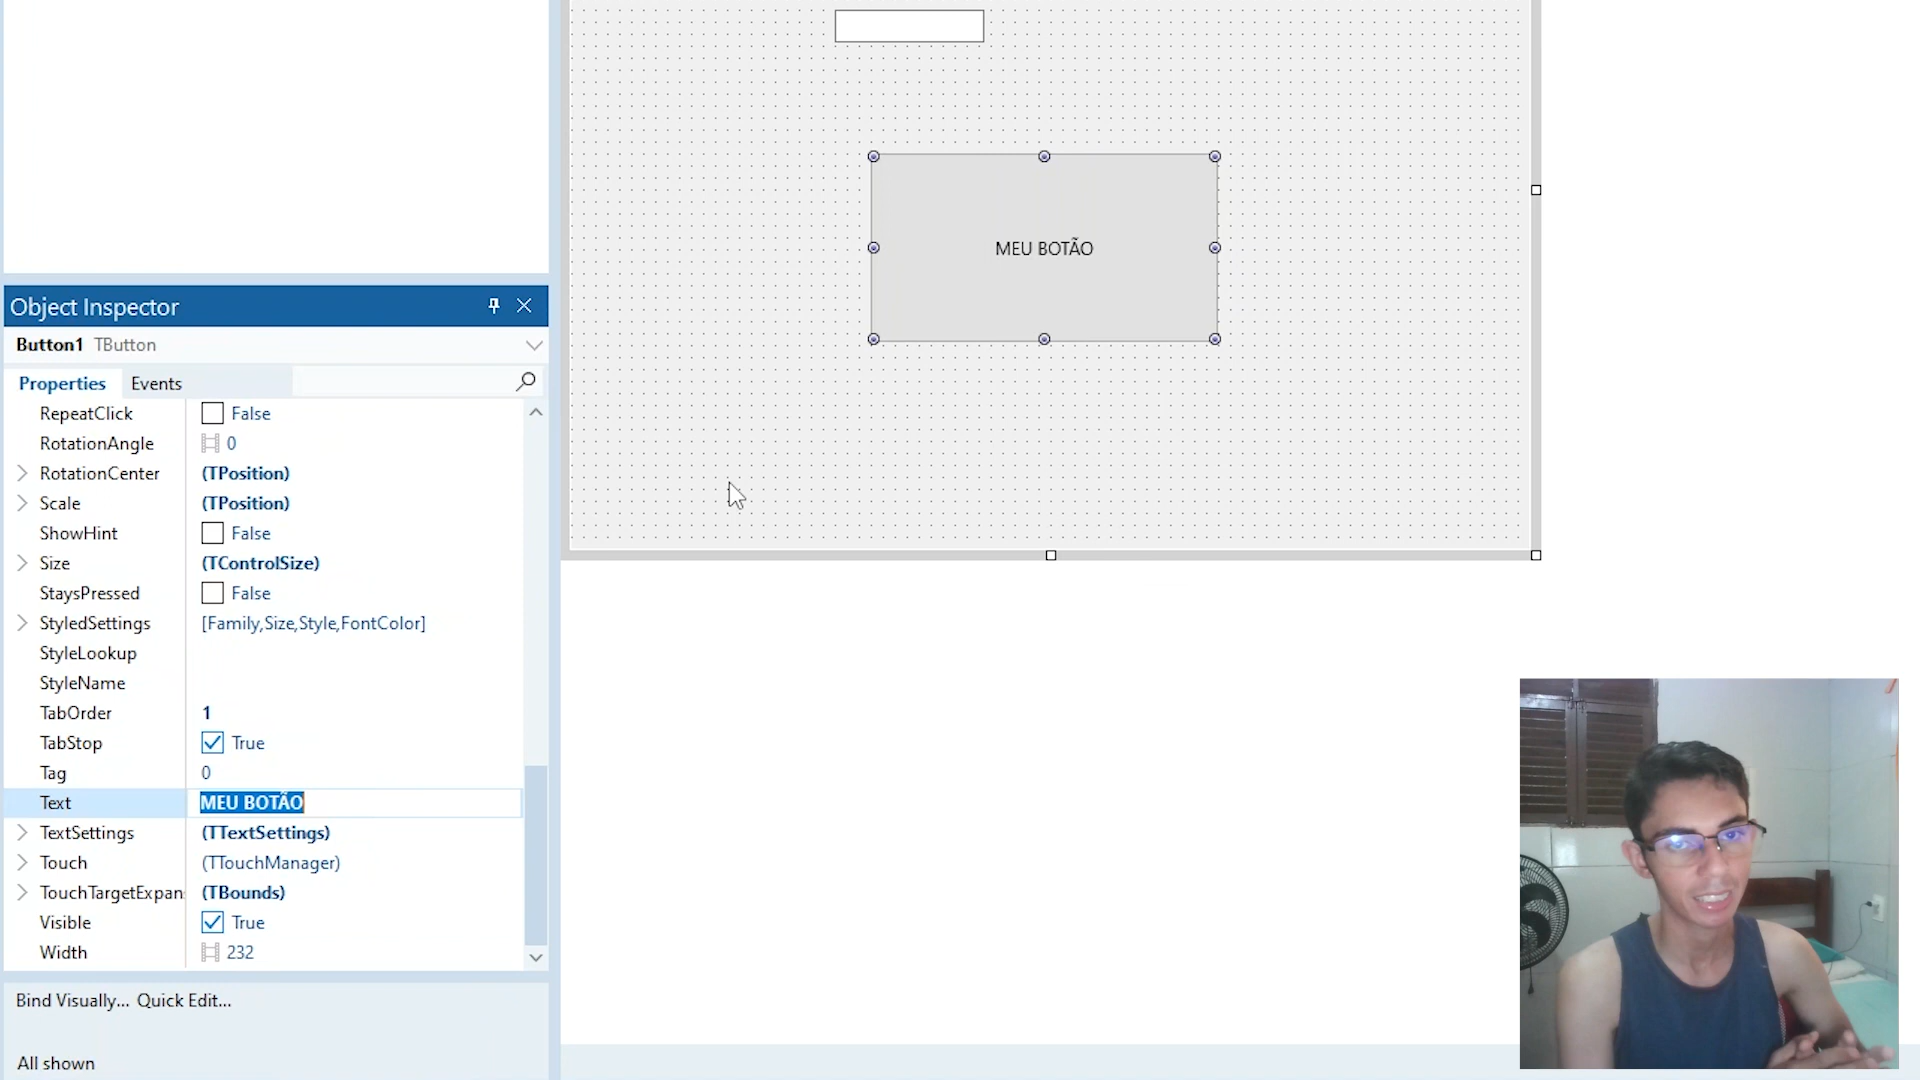 MEU BOTÃO
Object Inspector
Button1 TButton
Properties Events
RepeatClick False
RotationAngle 0
RotationCenter (TPosition)
Scale (TPosition)
ShowHint False
Size (TControlSize)
StaysPressed False
StyledSettings [Family,Size,Style,FontColor]
StyleLookup
StyleName
TabOrder 1
TabStop True
Tag 0
Text MEU BOTÃO
TextSettings (TTextSettings)
Touch (TTouchManager)
TouchTargetExpan (TBounds)
Visible True
Width 232
Bind Visually... Quick Edit...
All shown